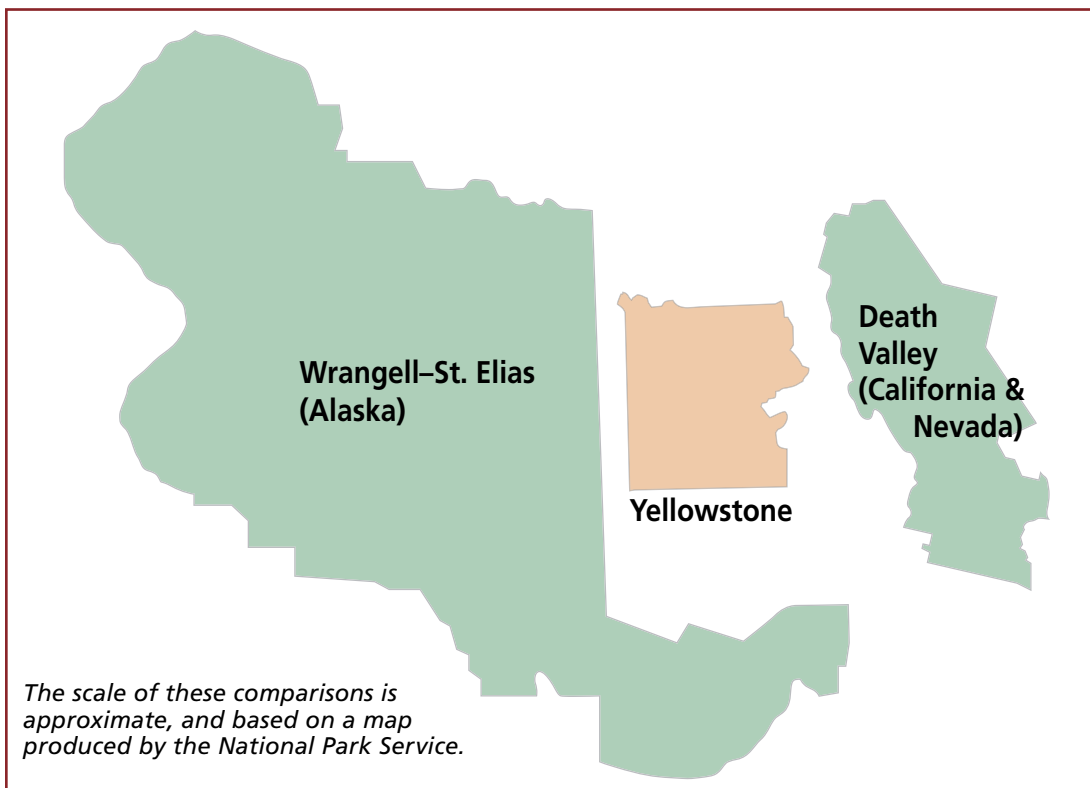 Wrangell–St. Elias
(Alaska)
Yellowstone
Death
Valley
(California &
Nevada)
The scale of these comparisons is
approximate, and based on a map
produced by the National Park Service.